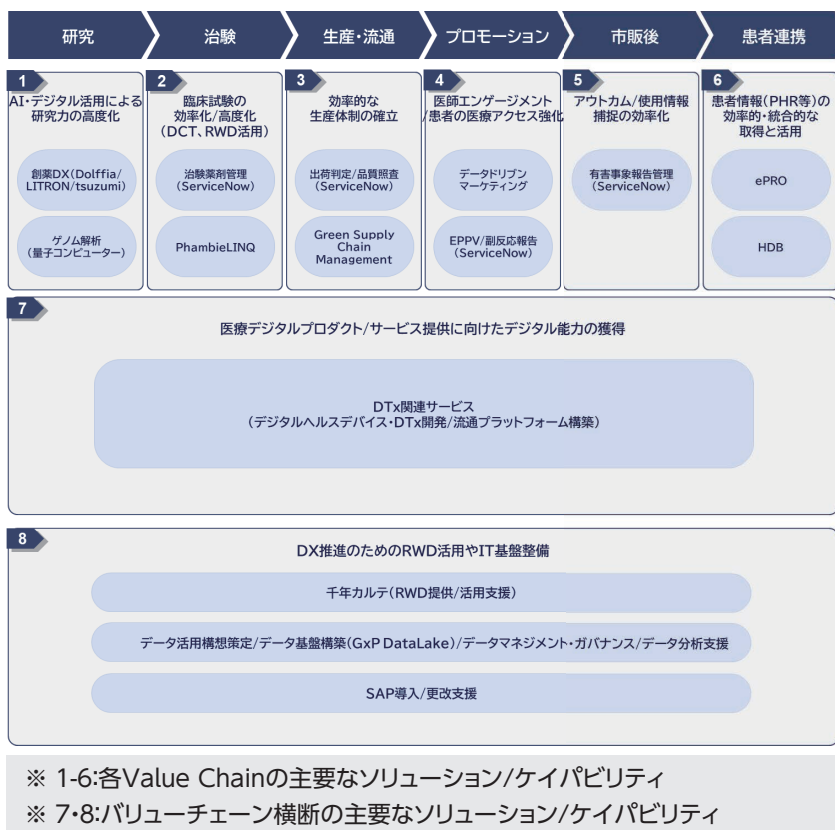 研究
治験
生産・流通
プロモーション
市販後
患者連携
1
AI・デジタル活用による
研究力の高度化
創薬DX(Dolffia/
LITRON/tsuzumi)
ゲノム解析
(量子コンピューター)
2
臨床試験の
効率化/高度化
(DCT、RWD活用)
治験薬剤管理
(ServiceNow)
PhambieLINQ
3
効率的な
生産体制の確立
出荷判定/品質照査
(ServiceNow)
Green Supply
Chain
Management
4
医師エンゲージメント
/患者の医療アクセス強化
データドリブン
マーケティング
EPPV/副反応報告
(ServiceNow)
5
アウトカム/使用情報
捕捉の効率化
有害事象報告管理
(ServiceNow)
6
患者情報(PHR等)の
効率的・統合的な
取得と活用
ePRO
HDB
7
医療デジタルプロダクト/サービス提供に向けたデジタル能力の獲得
DTx関連サービス
(デジタルヘルスデバイス・DTx開発/流通プラットフォーム構築)
8
DX推進のためのRWD活用やIT基盤整備
千年カルテ(RWD提供/活用支援)
データ活用構想策定/データ基盤構築(GxP DataLake)/データマネジメント・ガバナンス/データ分析支援
SAP導入/更改支援
※ 1-6:各Value Chainの主要なソリューション/ケイパビリティ
※ 7・8:バリューチェーン横断の主要なソリューション/ケイパビリティ